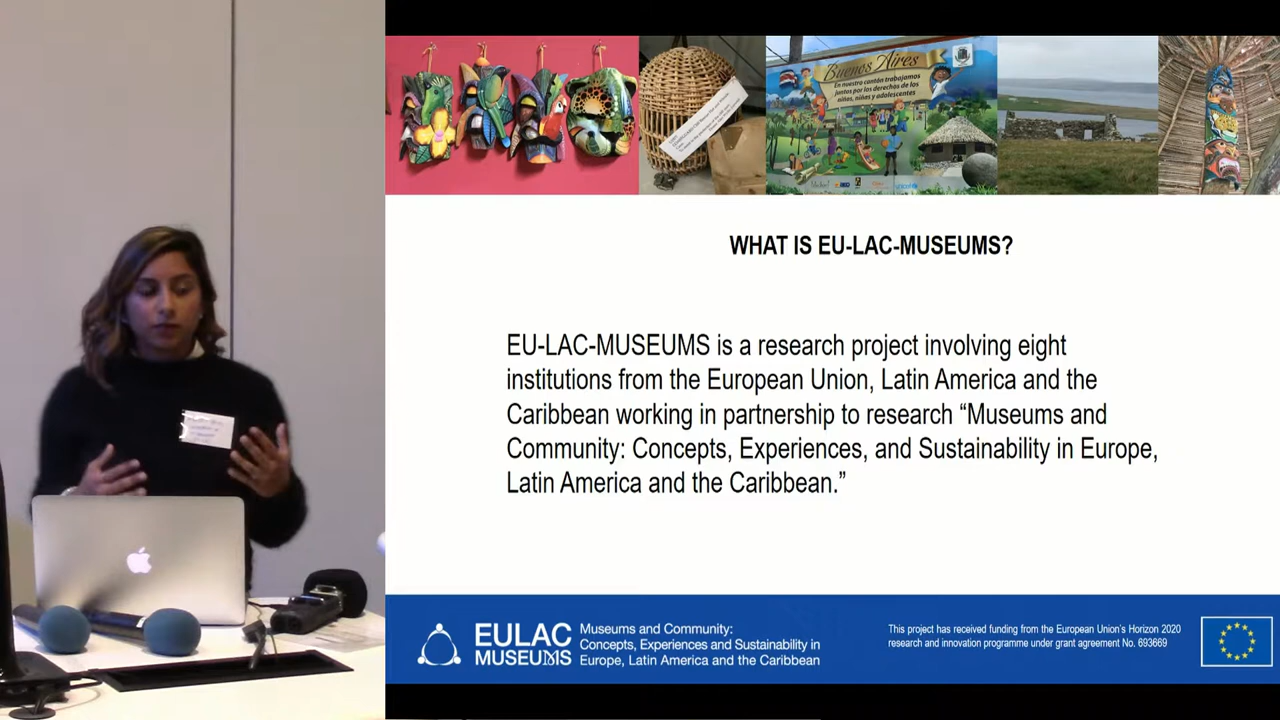 Buenos Aires
En nuestro cantón trabajamos
juntos por los derechos de los
niños, niñas y adolescentes.
WHAT IS EU-LAC-MUSEUMS?
EU-LAC-MUSEUMS is a research project involving eight
institutions from the European Union, Latin America and the
Caribbean working in partnership to research “Museums and
Community: Concepts, Experiences, and Sustainability in Europe,
Latin America and the Caribbean.”
EULAC
MUSEUMS
Museums and Community:
Concepts, Experiences and Sustainability in
Europe, Latin America and the Caribbean
This project has received funding from the European Union's Horizon 2020
research and innovation programme under grant agreement No. 693669